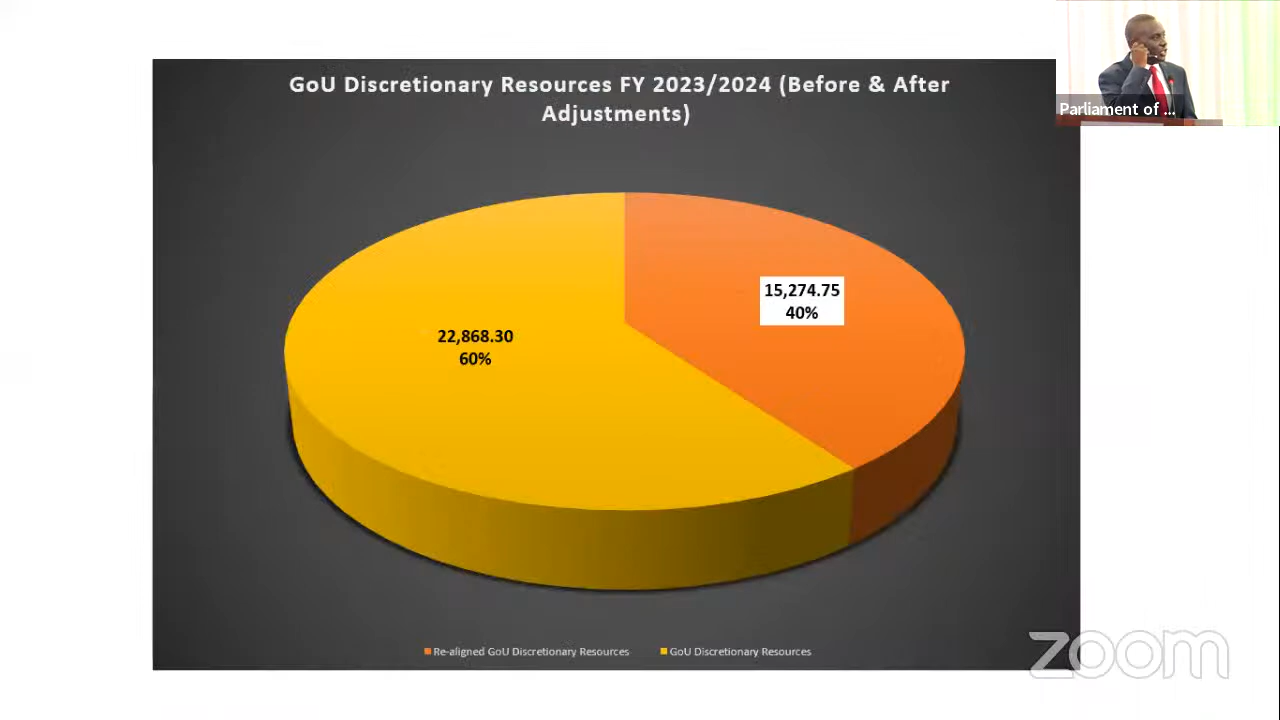 GoU Discretionary Resources FY 2023/2024 (Before & After
Adjustments)
Parliament of ...
15,274.75
40%
22,868.30
60%
Re-aligned GoU Discretionary Resources
GoU Discretionary Resources
zoom